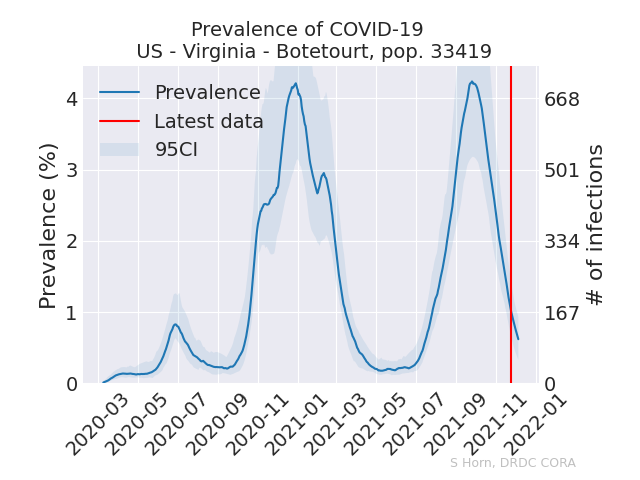 Prevalence of COVID-19
US - Virginia - Botetourt, pop. 33419
Prevalence
Latest data
95CI
Prevalence (%)
4
3
2
1
0
668
501
334
167
0
# of infections
2020-03
2020-05
2020-07
2020-09
2020-11
2021-01
2021-03
2021-05
2021-07
2021-09
2021-11
2022-01
S Horn, DRDC CORA